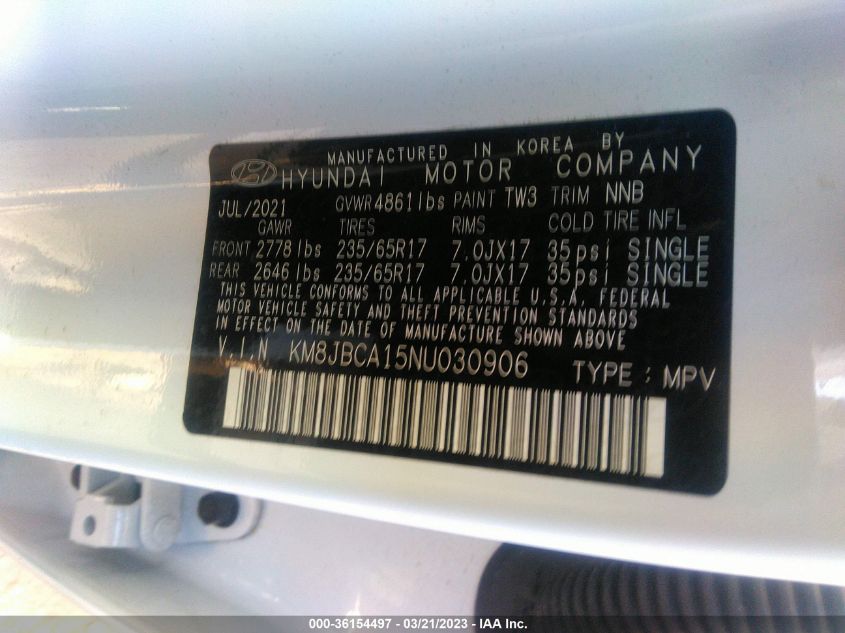 MANUFACTURED IN KOREA BY
HYUNDAI MOTOR COMPANY
JUL/2021 GVWR 4861 lbs PAINT TW3 TRIM NNB
GAWR TIRES RIMS COLD TIRE INFL
FRONT 2778 lbs 235/65R17 7.0JX17 35psi SINGLE
REAR 2646 lbs 235/65R17 7.0JX17 35psi SINGLE
THIS VEHICLE CONFORMS TO ALL APPLICABLE U.S.A. FEDERAL
MOTOR VEHICLE SAFETY AND THEFT PREVENTION STANDARDS
IN EFFECT ON THE DATE OF MANUFACTURE SHOWN ABOVE
V.I.N KM8JBCA15NU030906 TYPE : MPV
000-36154497 - 03/21/2023 - IAA Inc.